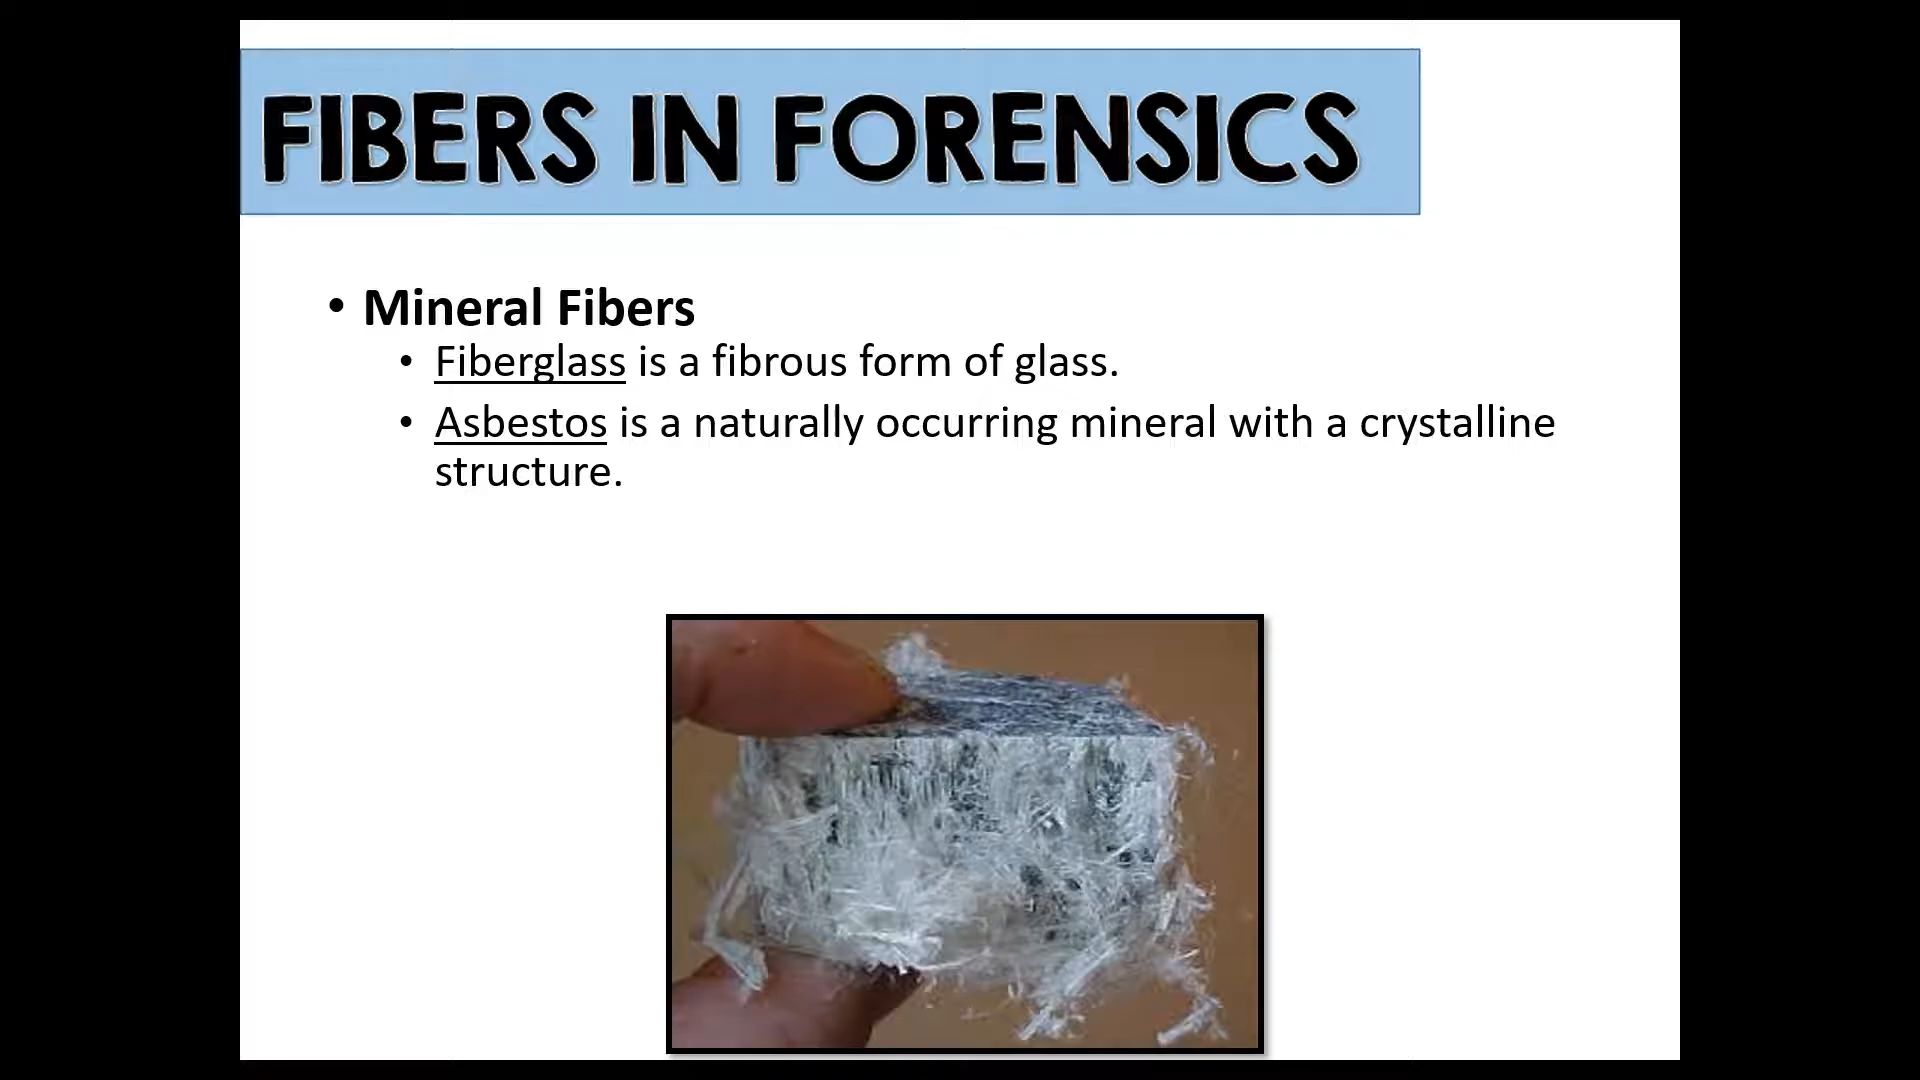 FIBERS IN FORENSICS
• Mineral Fibers
• Fiberglass is a fibrous form of glass.
• Asbestos is a naturally occurring mineral with a crystalline
structure.